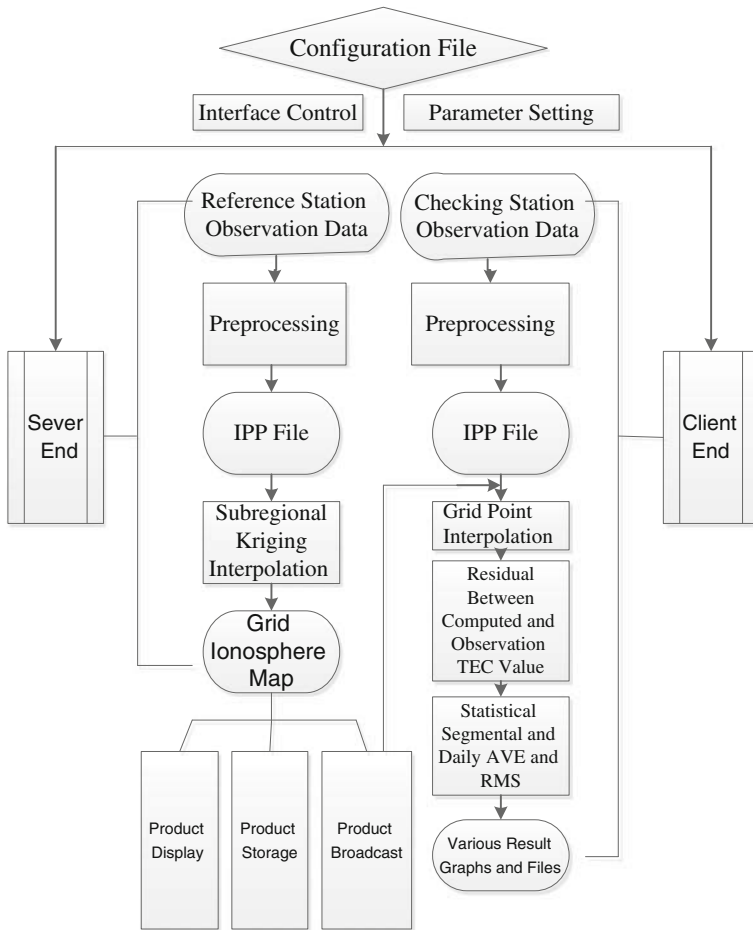 Configuration File
Interface Control
Parameter Setting
Reference Station
Observation Data
Checking Station
Observation Data
Preprocessing
Preprocessing
Sever
End
IPP File
IPP File
Client
End
Subregional
Kriging
Interpolation
Grid Point
Interpolation
Grid
Ionosphere
Map
Residual
Between
Computed and
Observation
TEC Value
Statistical
Segmental and
Daily AVE and
RMS
Product
Display
Product
Storage
Product
Broadcast
Various Result
Graphs and Files